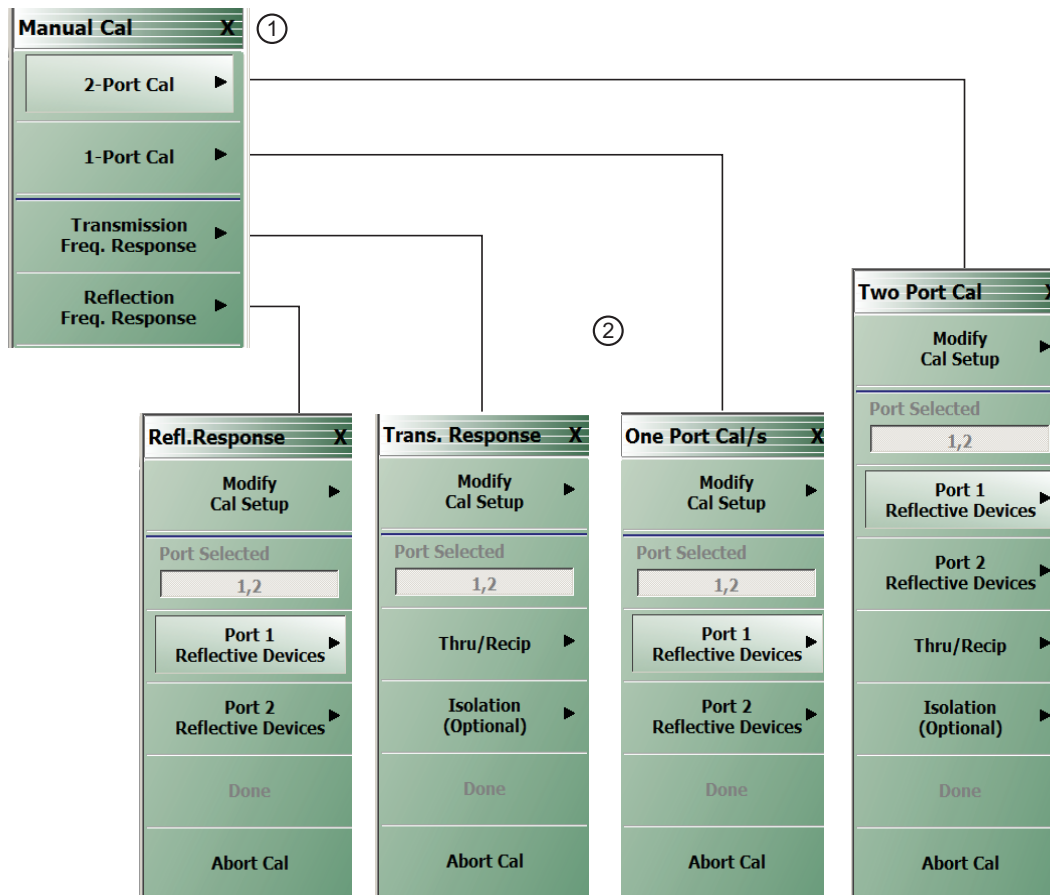 Manual Cal X
①
2-Port Cal
1-Port Cal
Transmission
Freq. Response
Reflection
Freq. Response
②
Refl.Response X
Modify
Cal Setup
Port Selected
1,2
Port 1
Reflective Devices
Port 2
Reflective Devices
Done
Abort Cal
Trans. Response X
Modify
Cal Setup
Port Selected
1,2
Thru/Recip
Isolation
(Optional)
Done
Abort Cal
One Port Cal/s X
Modify
Cal Setup
Port Selected
1,2
Port 1
Reflective Devices
Port 2
Reflective Devices
Done
Abort Cal
Two Port Cal X
Modify
Cal Setup
Port Selected
1,2
Port 1
Reflective Devices
Port 2
Reflective Devices
Thru/Recip
Isolation
(Optional)
Done
Abort Cal